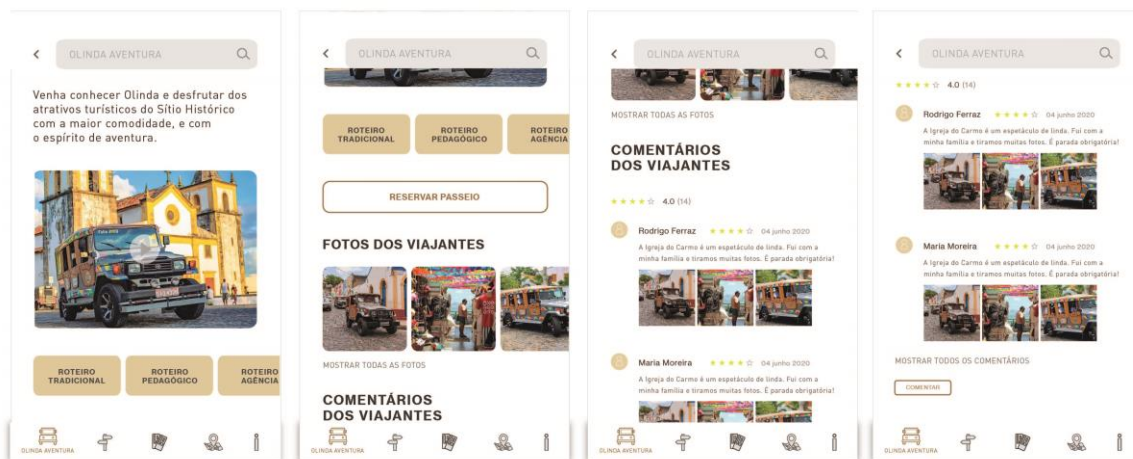 OLINDA AVENTURA
Venha conhecer Olinda e desfrutar dos
atrativos turísticos do Sítio Histórico
com a maior comodidade, e com
o espírito de aventura.
ROTEIRO
TRADICIONAL
ROTEIRO
PEDAGÓGICO
ROTEIRO
AGÊNCIA
OLINDA AVENTURA
OLINDA AVENTURA
ROTEIRO
TRADICIONAL
ROTEIRO
PEDAGÓGICO
ROTEIRO
AGÊNCIA
RESERVAR PASSEIO
FOTOS DOS VIAJANTES
MOSTRAR TODAS AS FOTOS
COMENTÁRIOS
DOS VIAJANTES
OLINDA AVENTURA
OLINDA AVENTURA
MOSTRAR TODAS AS FOTOS
COMENTÁRIOS
DOS VIAJANTES
4.0 (14)
Rodrigo Ferraz 04 junho 2020
A Igreja do Carmo é um espetáculo de linda. Fui com a
minha família e tiramos muitas fotos. É parada obrigatória!
Maria Moreira 04 junho 2020
A Igreja do Carmo é um espetáculo de linda. Fui com a
minha família e tiramos muitas fotos. É parada obrigatória!
OLINDA AVENTURA
OLINDA AVENTURA
4.0 (14)
Rodrigo Ferraz 04 junho 2020
A Igreja do Carmo é um espetáculo de linda. Fui com a
minha família e tiramos muitas fotos. É parada obrigatória!
Maria Moreira 04 junho 2020
A Igreja do Carmo é um espetáculo de linda. Fui com a
minha família e tiramos muitas fotos. É parada obrigatória!
MOSTRAR TODOS OS COMENTÁRIOS
COMENTAR
OLINDA AVENTURA